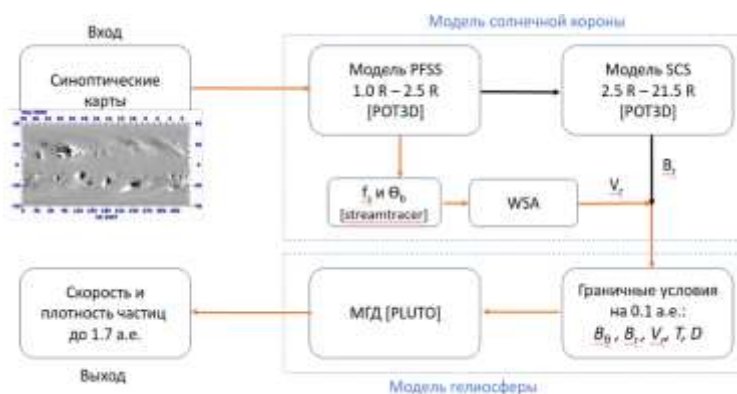 Модель солнечной короны
Вход
Синоптические
карты
Модель PFSS
1.0 R – 2.5 R
[POT3D]
Модель SCS
2.5 R – 21.5 R
[POT3D]
fs и Θb
[streamtracer]
WSA
Vr
Br
Скорость и
плотность частиц
до 1.7 а.е.
МГД [PLUTO]
Граничные условия
на 0.1 а.е.:
Bθ , Br , Vr, T, D
Выход
Модель гелиосферы